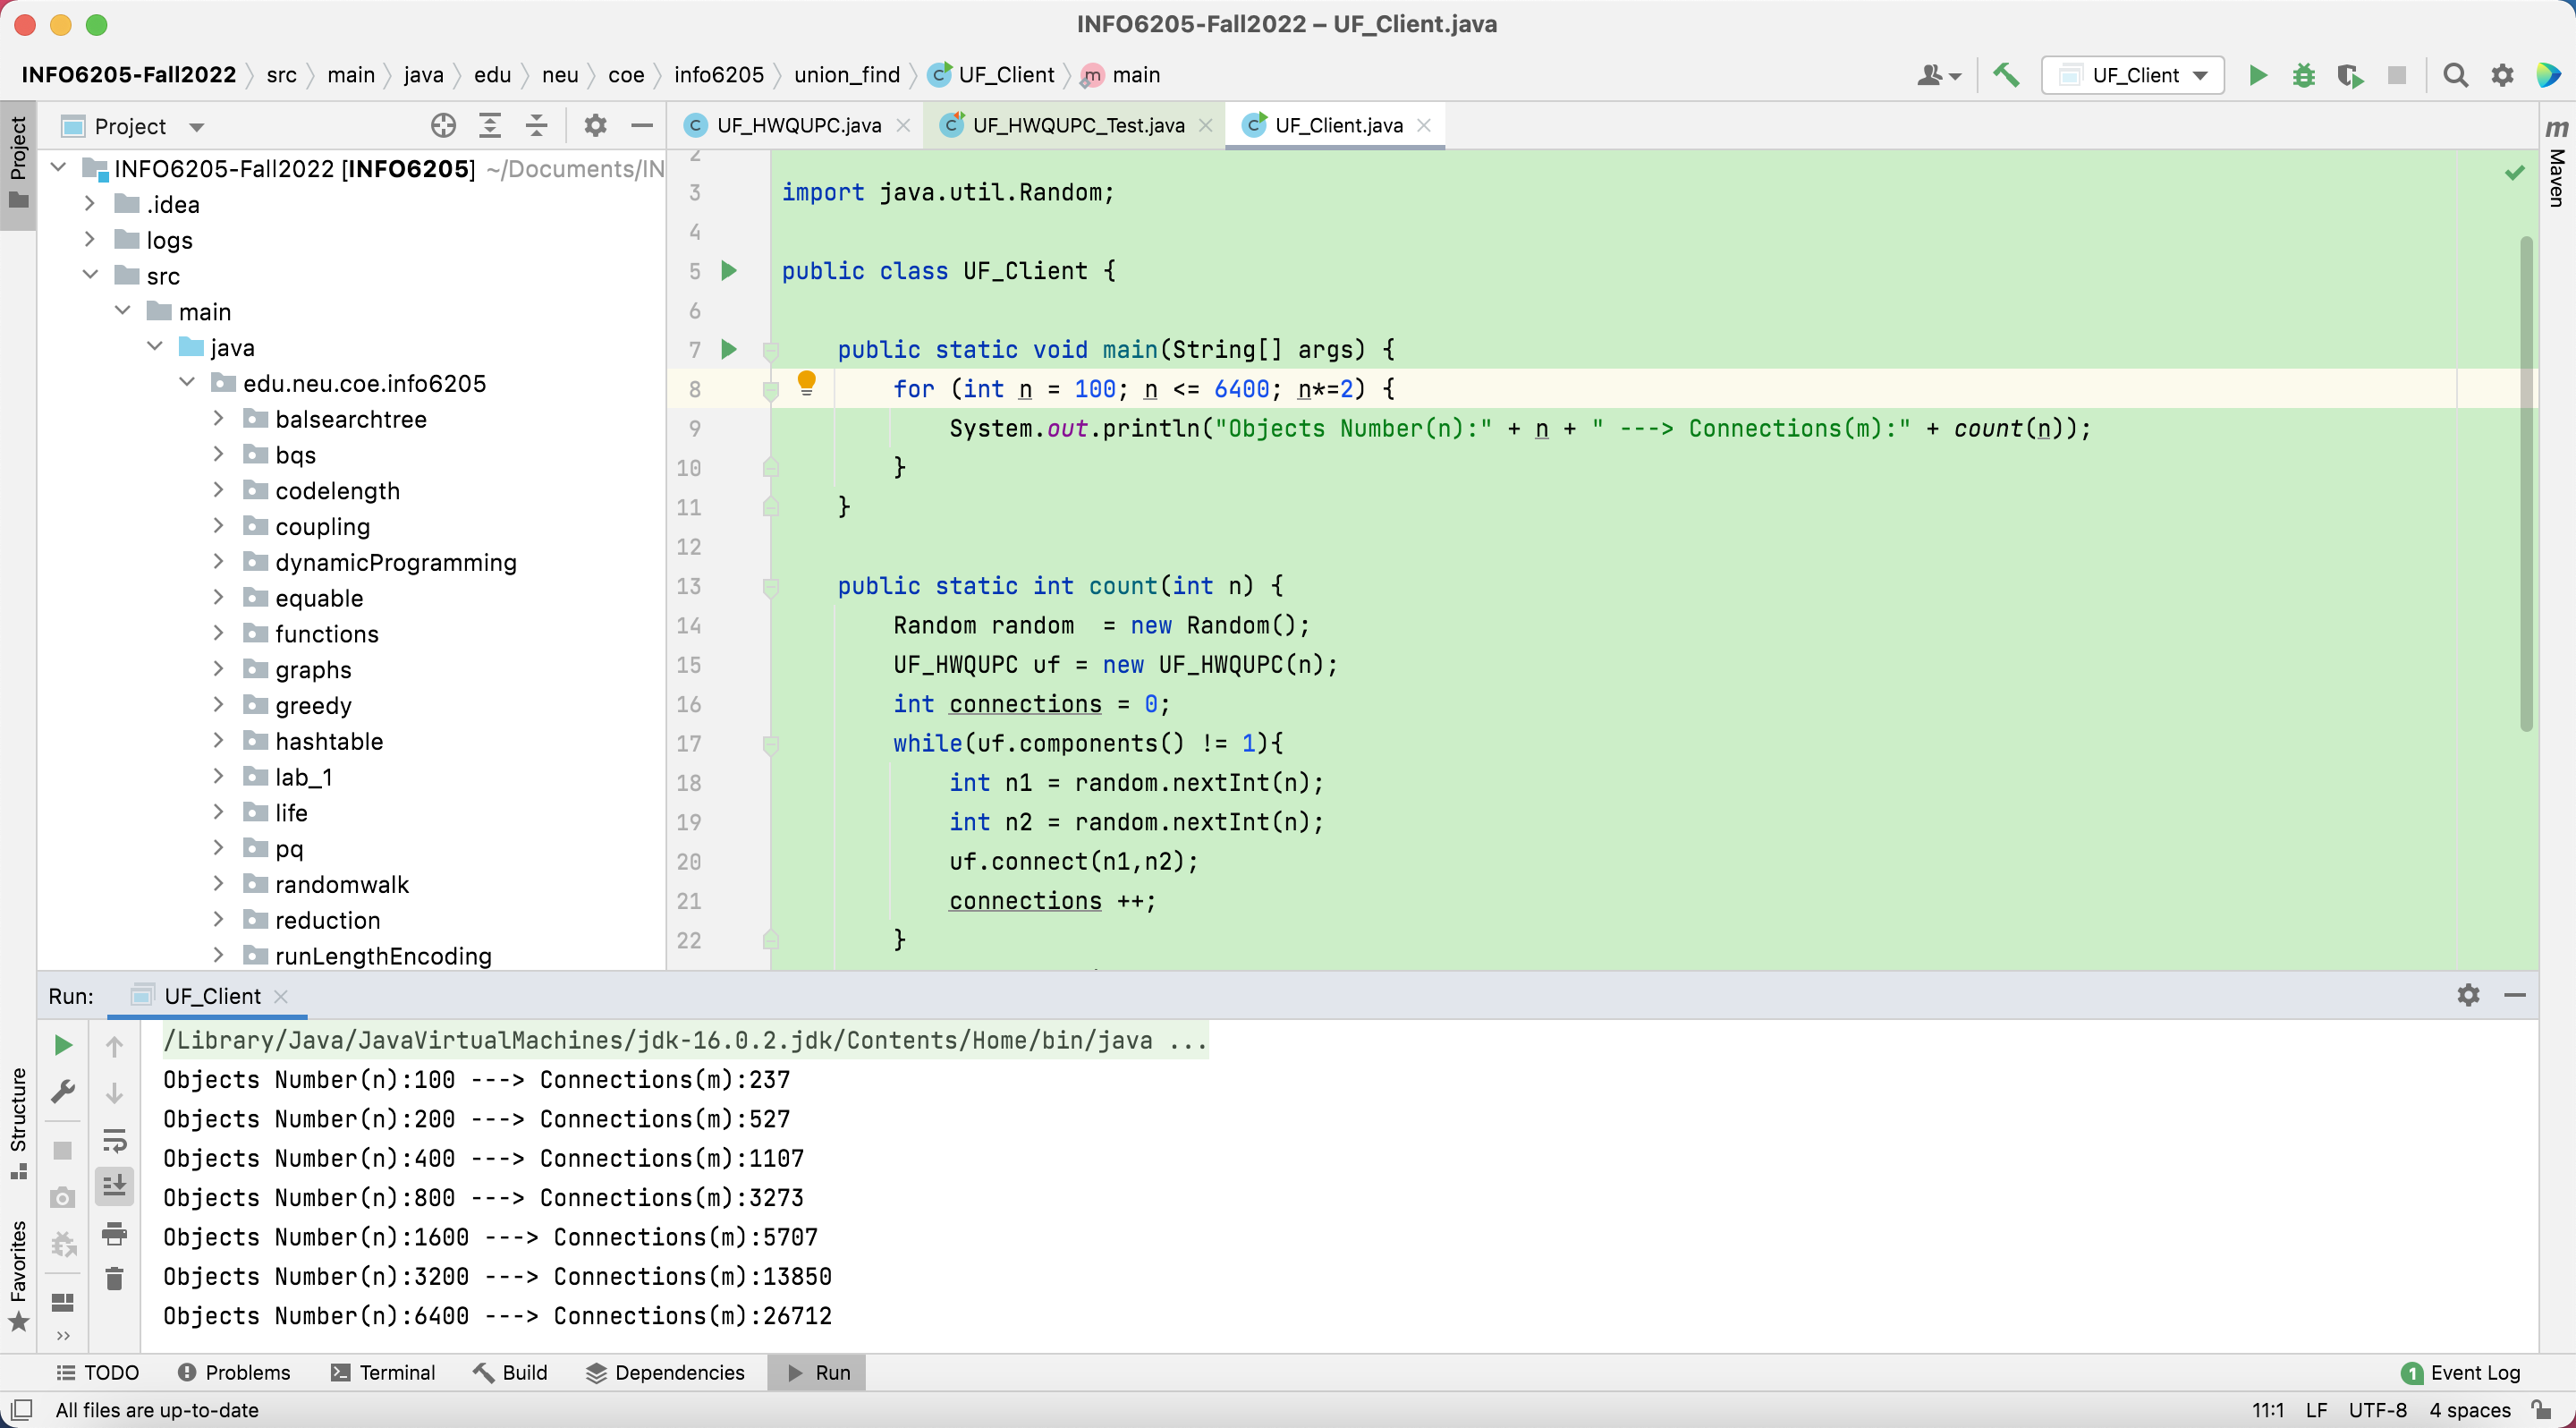 INFO6205-Fall2022 – UF_Client.java
INFO6205-Fall2022 src main java edu neu coe info6205 union_find UF_Client main
UF_Client
Project
UF_HWQUPC.java UF_HWQUPC_Test.java UF_Client.java
Project
Maven
INFO6205-Fall2022 [INFO6205] ~/Documents/IN
.idea
logs
src
main
java
edu.neu.coe.info6205
balsearchtree
bqs
codelength
coupling
dynamicProgramming
equable
functions
graphs
greedy
hashtable
lab_1
life
pq
randomwalk
reduction
runLengthEncoding
2
3 import java.util.Random;
4
5 public class UF_Client {
6
7 public static void main(String[] args) {
8 for (int n = 100; n <= 6400; n*=2) {
9 System.out.println("Objects Number(n):" + n + " ---> Connections(m):" + count(n));
10 }
11 }
12
13 public static int count(int n) {
14 Random random  = new Random();
15 UF_HWQUPC uf = new UF_HWQUPC(n);
16 int connections = 0;
17 while(uf.components() != 1){
18 int n1 = random.nextInt(n);
19 int n2 = random.nextInt(n);
20 uf.connect(n1,n2);
21 connections ++;
22 }
Run: UF_Client
/Library/Java/JavaVirtualMachines/jdk-16.0.2.jdk/Contents/Home/bin/java ...
Objects Number(n):100 ---> Connections(m):237
Objects Number(n):200 ---> Connections(m):527
Objects Number(n):400 ---> Connections(m):1107
Objects Number(n):800 ---> Connections(m):3273
Objects Number(n):1600 ---> Connections(m):5707
Objects Number(n):3200 ---> Connections(m):13850
Objects Number(n):6400 ---> Connections(m):26712
Structure
Favorites
TODO Problems Terminal Build Dependencies Run 1 Event Log
All files are up-to-date 11:1 LF UTF-8 4 spaces